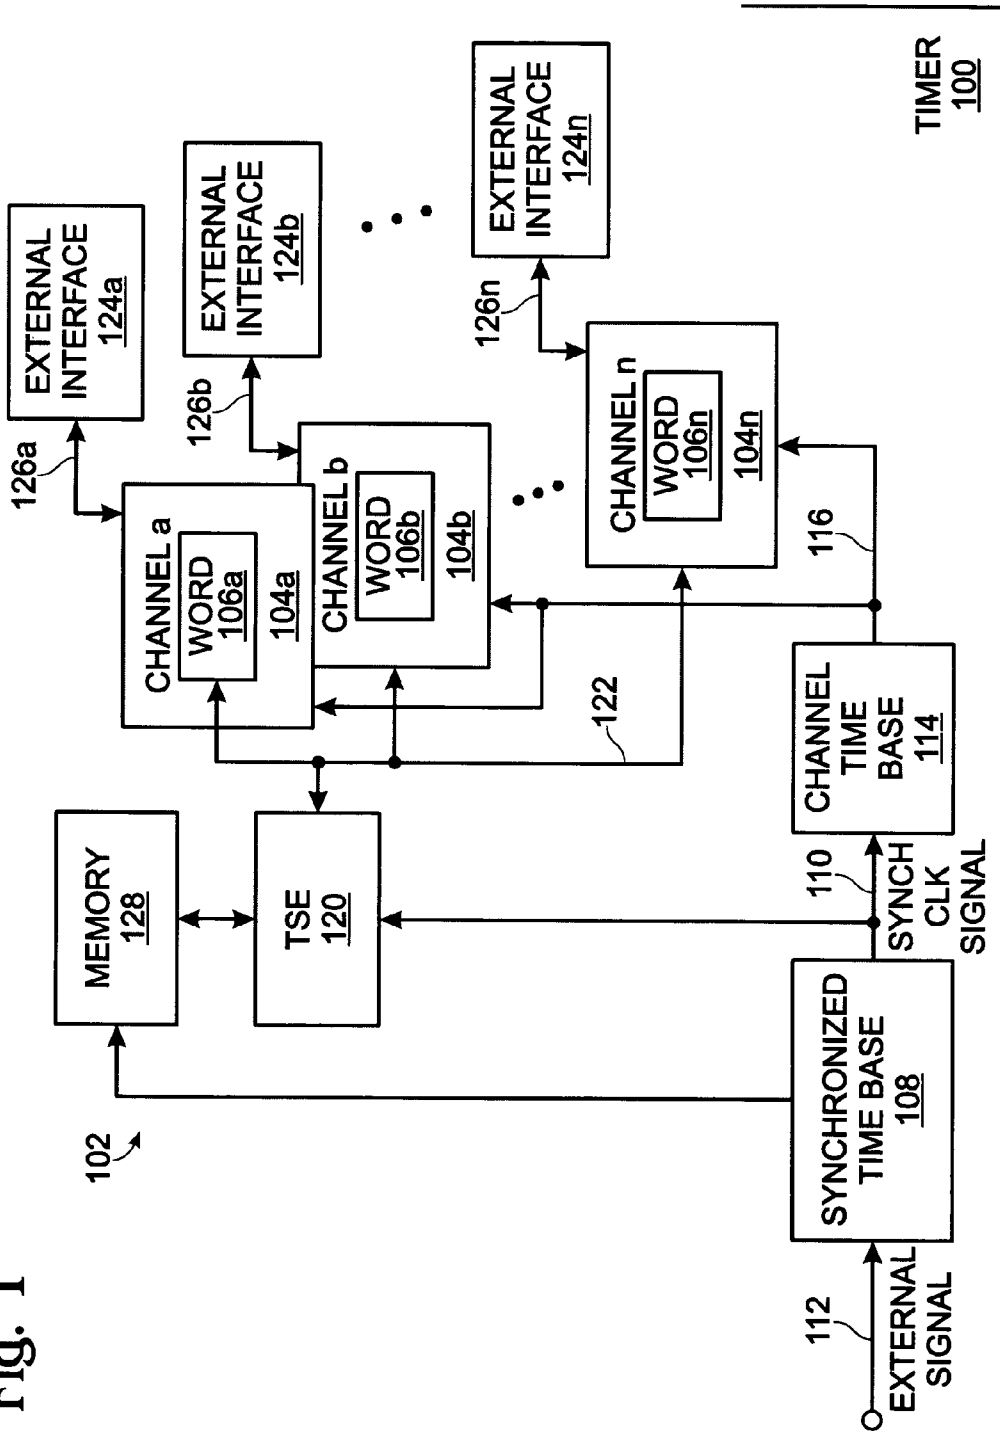 Fig. 1
102
EXTERNAL
INTERFACE
124a
126a
EXTERNAL
INTERFACE
124b
126b
EXTERNAL
INTERFACE
124n
126n
CHANNEL a
WORD
106a
104a
CHANNEL b
WORD
106b
104b
CHANNEL n
WORD
106n
104n
MEMORY
128
TSE
120
122
116
112
EXTERNAL
SIGNAL
SYNCHRONIZED
TIME BASE
108
110
SYNCH
CLK
SIGNAL
CHANNEL
TIME
BASE
114
TIMER
100